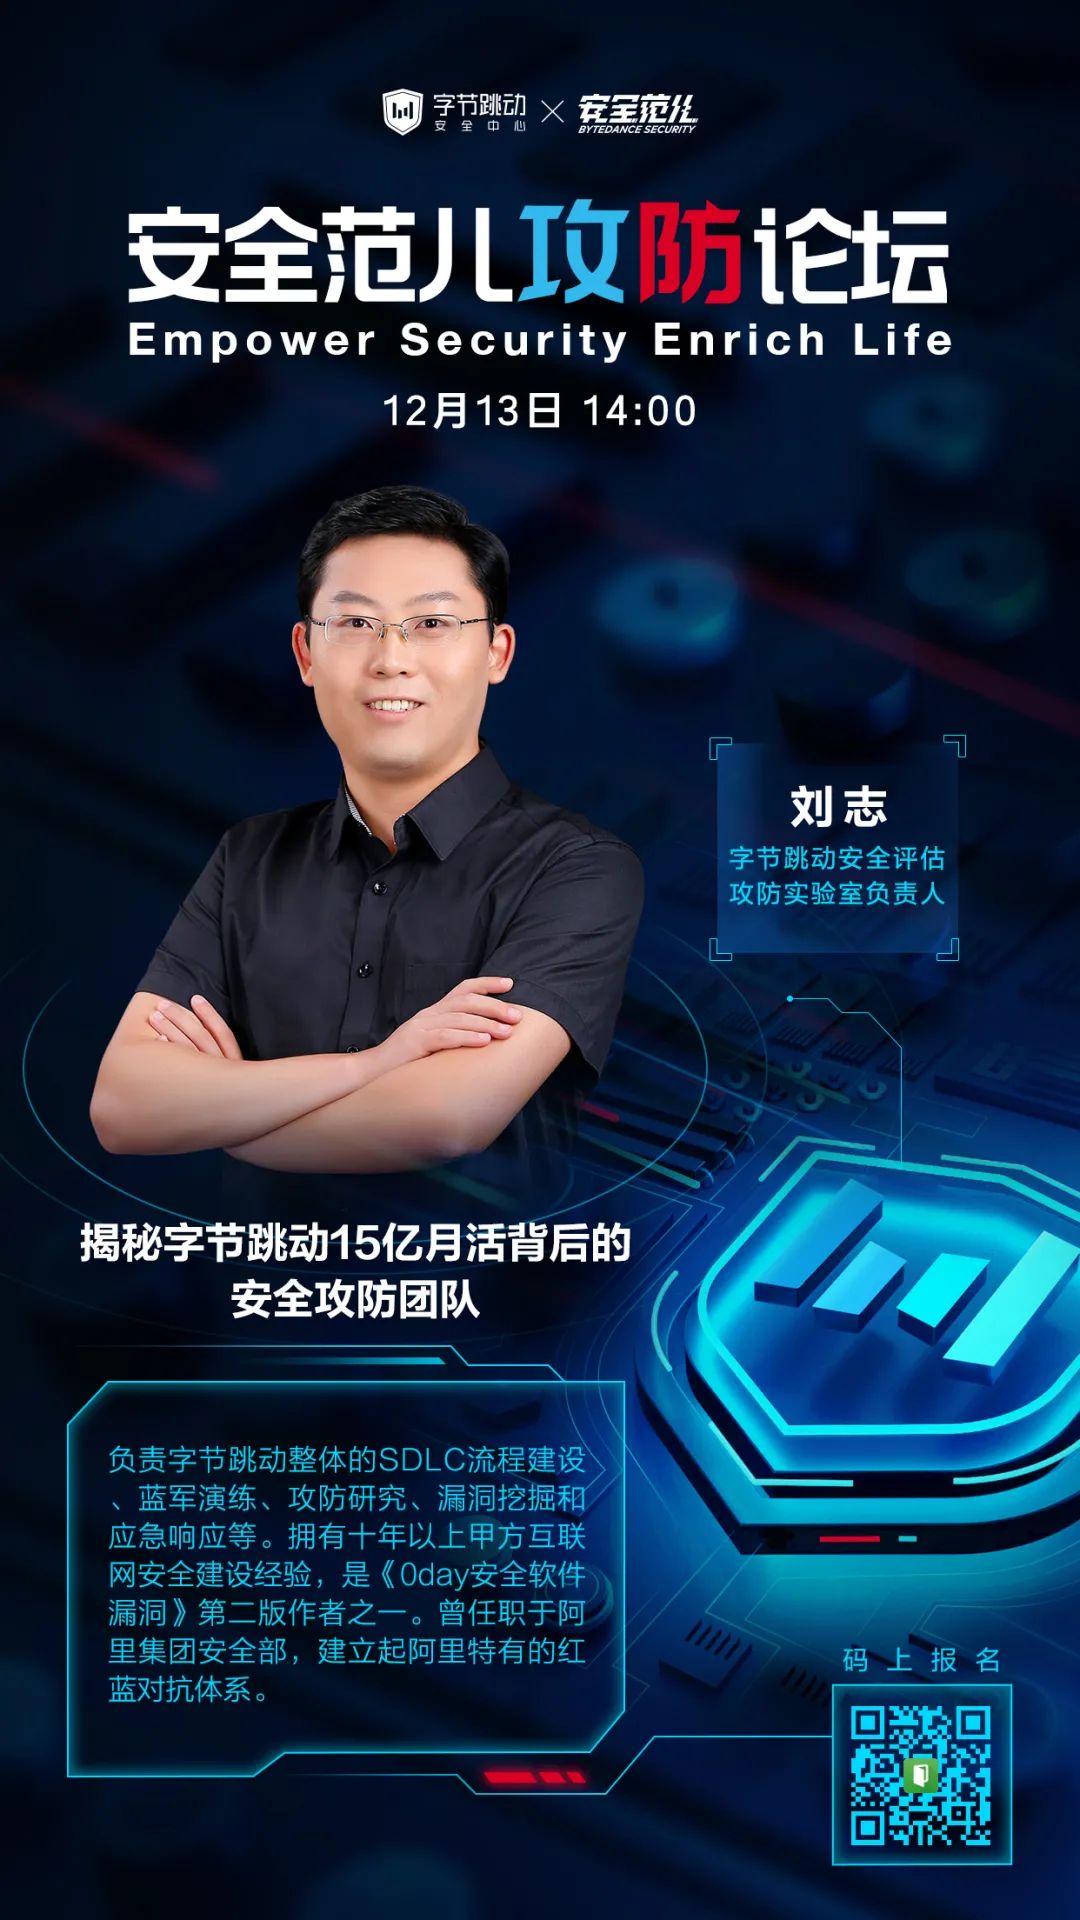 字节跳动
安全中心
安全范儿
BYTEDANCE SECURITY
安全范儿攻防论坛
Empower Security Enrich Life
12月13日 14:00
刘志
字节跳动安全评估
攻防实验室负责人
揭秘字节跳动15亿月活背后的
安全攻防团队
负责字节跳动整体的SDLC流程建设
、蓝军演练、攻防研究、漏洞挖掘和
应急响应等。拥有十年以上甲方互联
网安全建设经验，是《0day安全软件
漏洞》第二版作者之一。曾任职于阿
里集团安全部，建立起阿里特有的红
蓝对抗体系。
码上报名